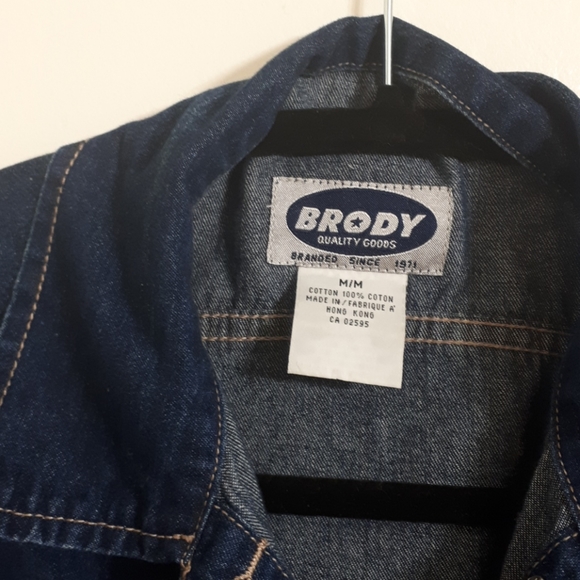 BRODY
QUALITY GOODS
BRANDED SINCE 1971
M/M
COTTON 100% COTON
MADE IN/FABRIQUE A'
HONG KONG
CA 02595